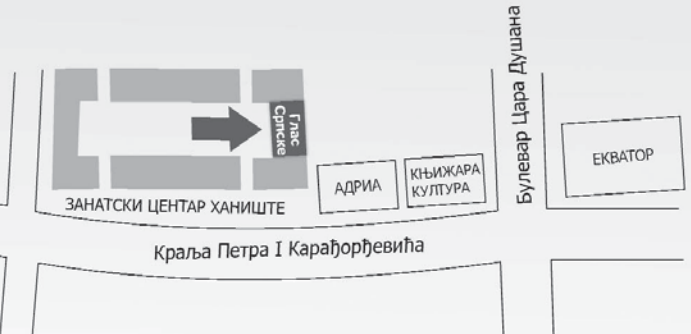 Булевар Цара Душана
Глас
Српске
ЕКВАТОР
АДРИА
КЊИЖАРА
КУЛТУРА
ЗАНАТСКИ ЦЕНТАР ХАНИШТЕ
Краља Петра I Карађорђевића